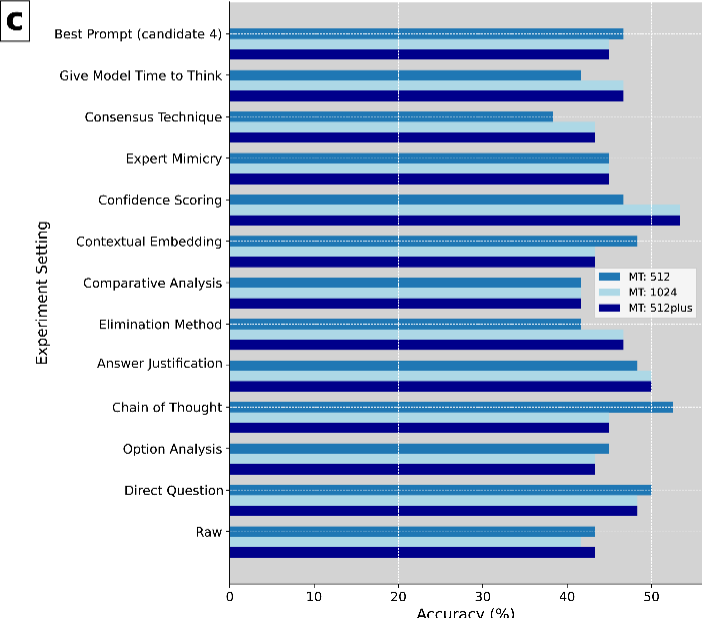 c
Best Prompt (candidate 4)
Give Model Time to Think
Consensus Technique
Expert Mimicry
Confidence Scoring
Contextual Embedding
Comparative Analysis
Elimination Method
Answer Justification
Chain of Thought
Option Analysis
Direct Question
Raw
Experiment Setting
MT: 512
MT: 1024
MT: 512plus
0 10 20 30 40 50
Accuracy (%)